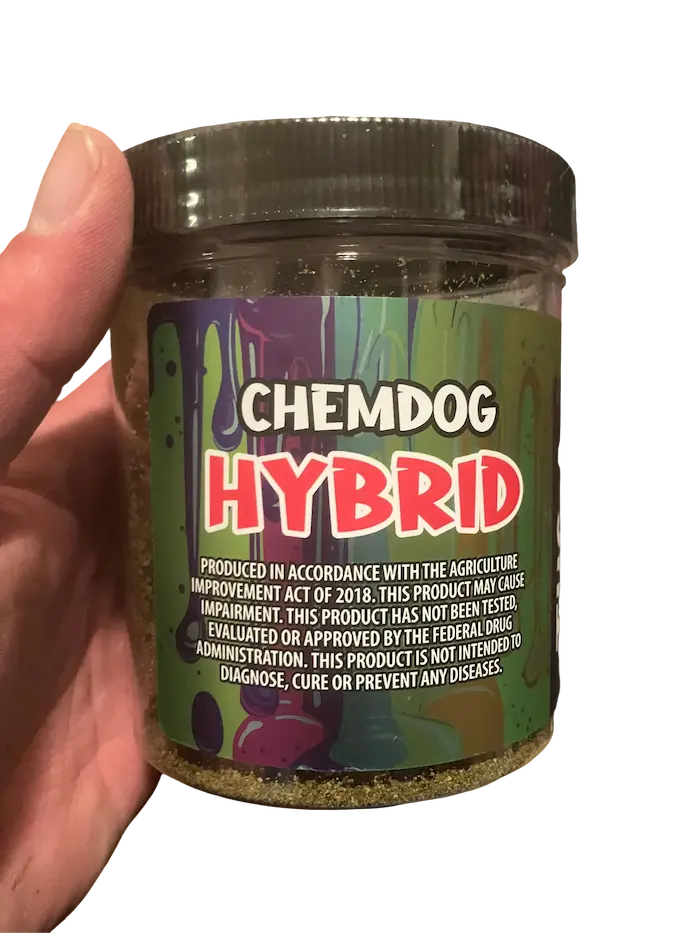 CHEMDOG
HYBRID
PRODUCED IN ACCORDANCE WITH THE AGRICULTURE
IMPROVEMENT ACT OF 2018. THIS PRODUCT MAY CAUSE
IMPAIRMENT. THIS PRODUCT HAS NOT BEEN TESTED,
EVALUATED OR APPROVED BY THE FEDERAL DRUG
ADMINISTRATION. THIS PRODUCT IS NOT INTENDED TO
DIAGNOSE, CURE OR PREVENT ANY DISEASES.